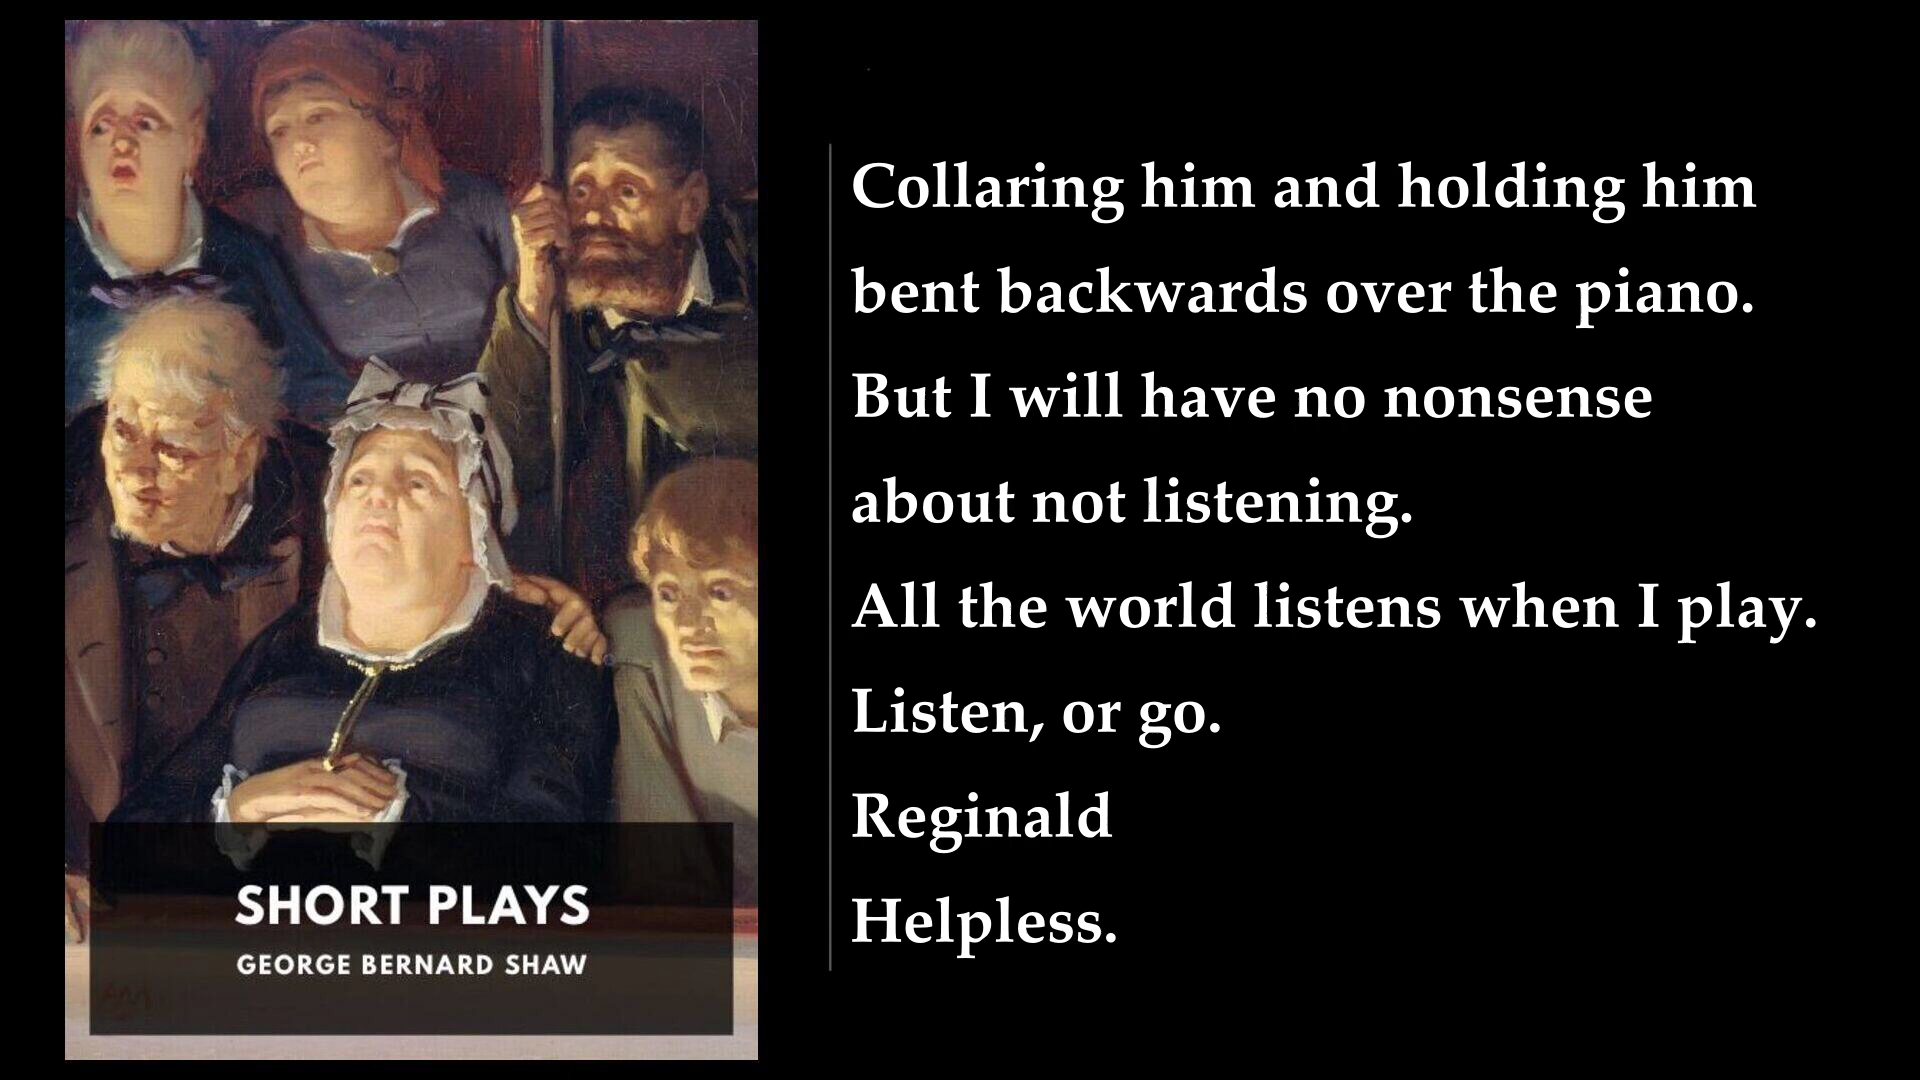 SHORT PLAYS
GEORGE BERNARD SHAW
Collaring him and holding him
bent backwards over the piano.
But I will have no nonsense
about not listening.
All the world listens when I play.
Listen, or go.
Reginald
Helpless.